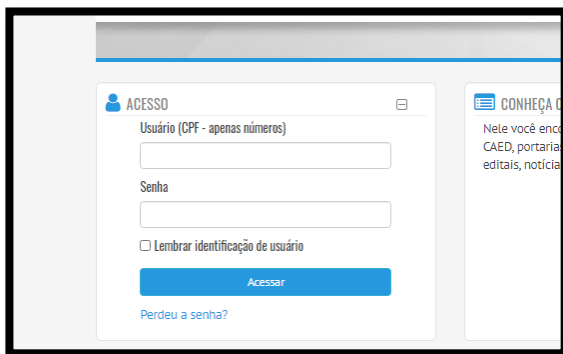 ACESSO
Usuário (CPF - apenas números)
Senha
Lembrar identificação de usuário
Acessar
Perdeu a senha?
CONHEÇA O
Nele você enco
CAED, portarias
editais, notícia